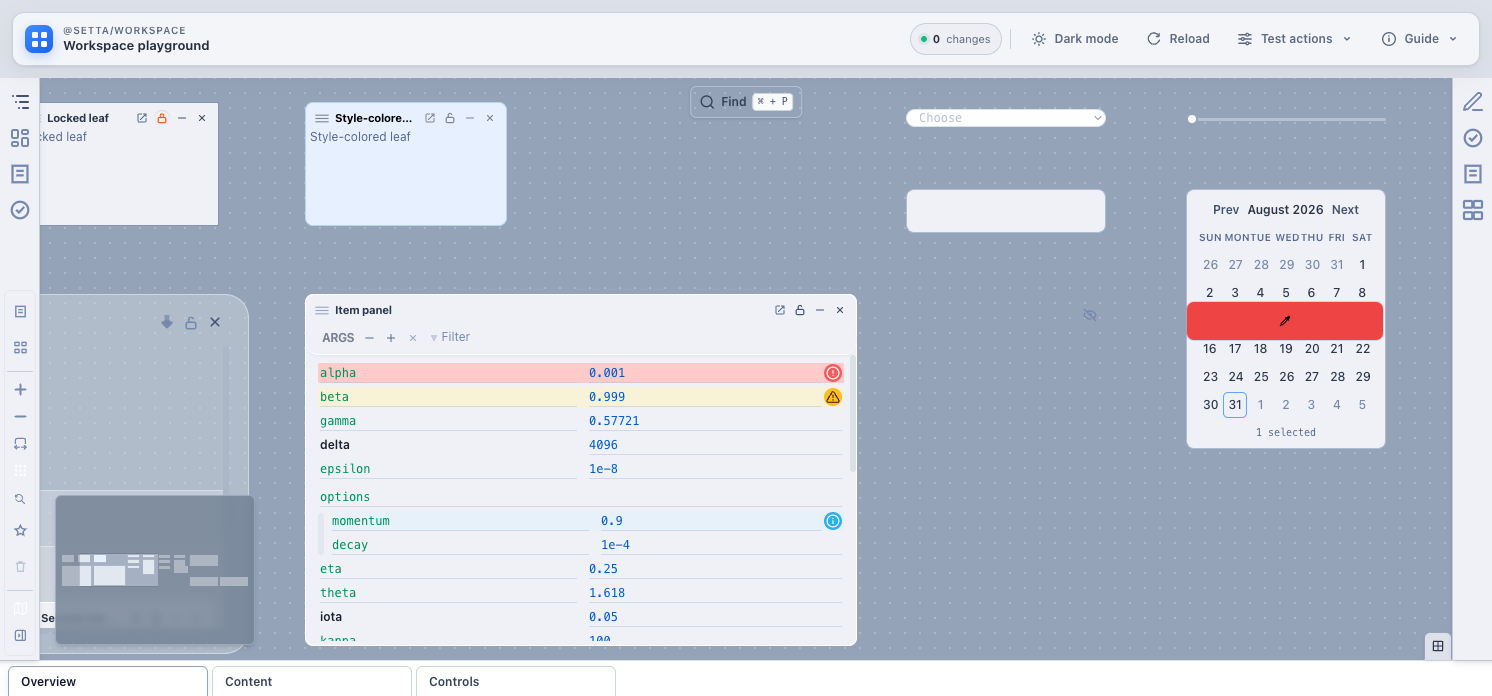 @SETTA/WORKSPACE
Workspace playground
0 changes
Dark mode
Reload
Test actions
Guide
Locked leaf
cked leaf
Style-colore...
Style-colored leaf
Find ⌘ + P
Choose
Prev August 2026 Next
SUN MON TUE WED THU FRI SAT
26 27 28 29 30 31 1
2 3 4 5 6 7 8
16 17 18 19 20 21 22
23 24 25 26 27 28 29
30 31 1 2 3 4 5
1 selected
Item panel
ARGS − + × Filter
alpha 0.001
beta 0.999
gamma 0.57721
delta 4096
epsilon 1e-8
options
momentum 0.9
decay 1e-4
eta 0.25
theta 1.618
iota 0.05
kappa 100
Se
Overview
Content
Controls